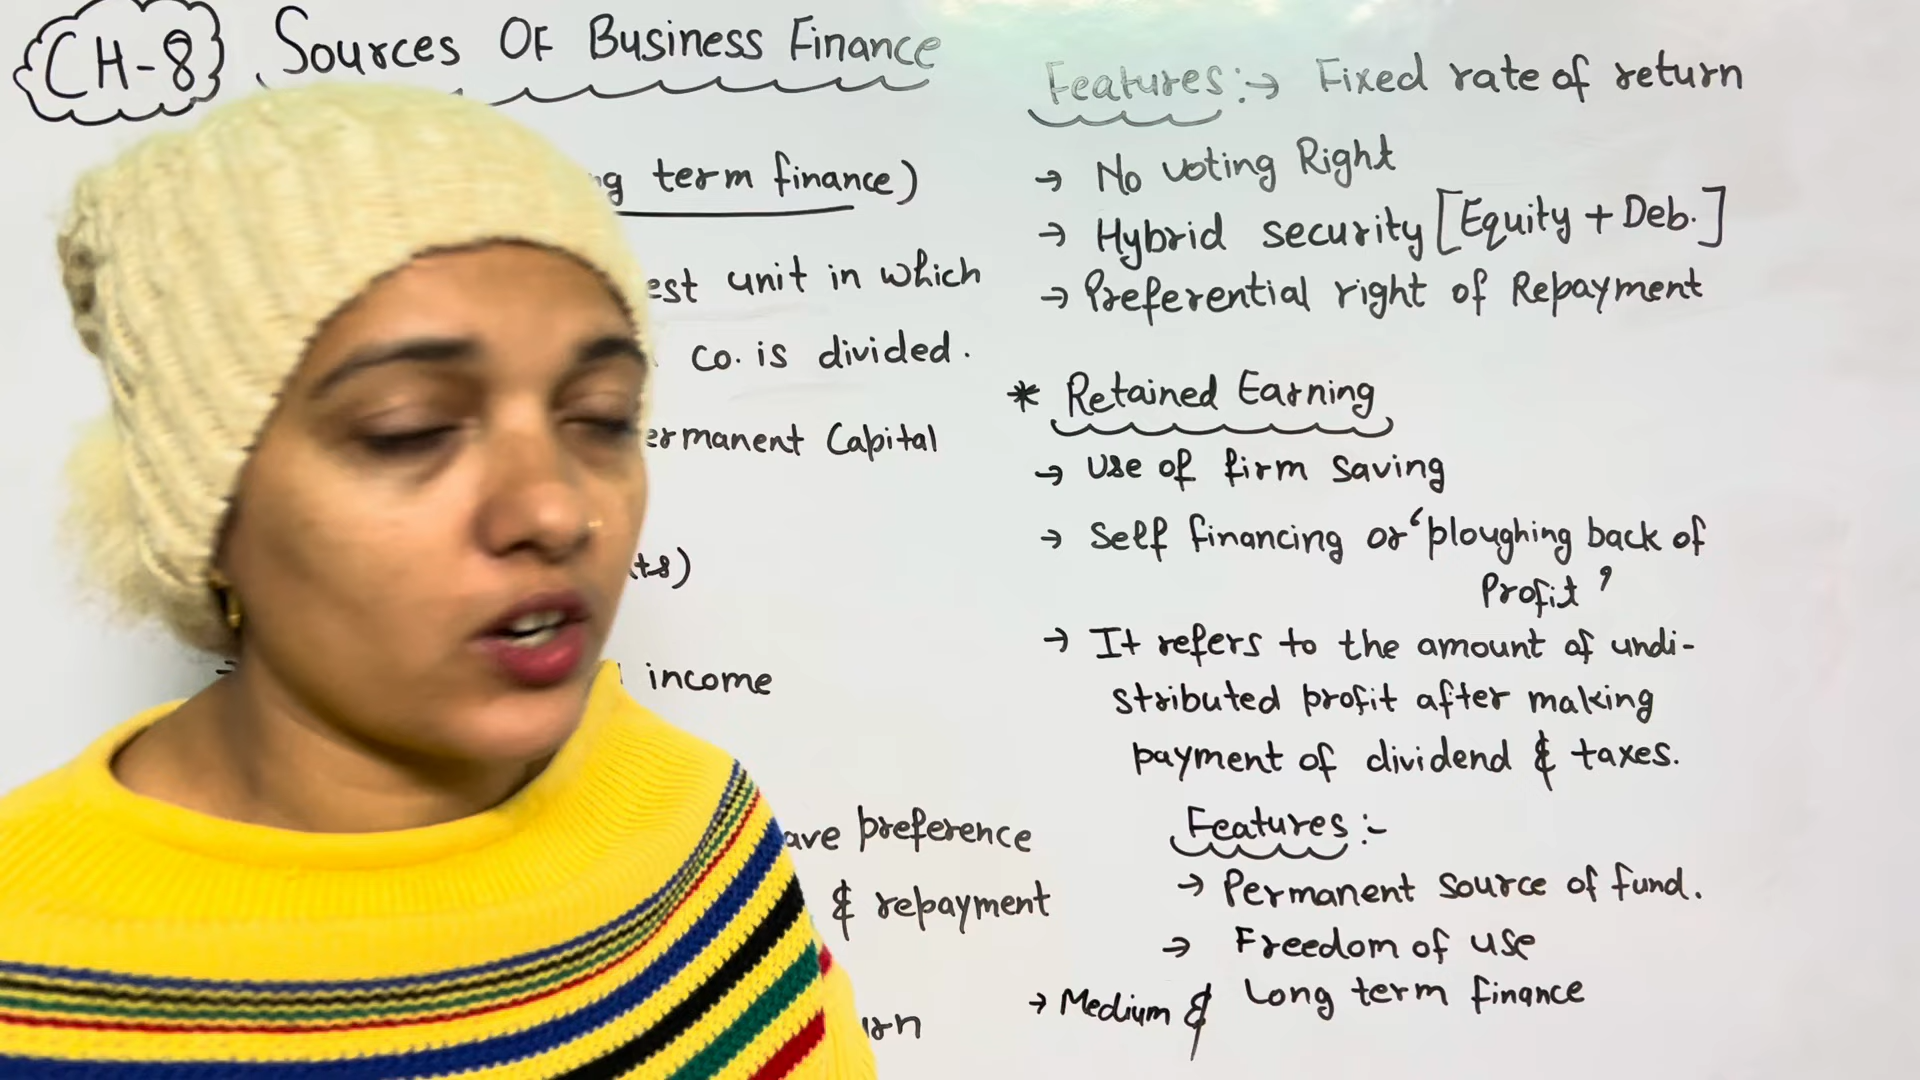 CH-8 Sources OF Business Finance
term finance)
unit in which
Co. is divided.
Capital
income
preference
& repayment
Features :→ Fixed rate of return
→ No voting Right
→ Hybrid security [Equity + Deb.]
→ Preferential right of Repayment
* Retained Earning
→ Use of firm saving
→ Self financing or 'ploughing back of
Profit'
→ It refers to the amount of undi-
stributed profit after making
payment of dividend & taxes.
Features :-
→ Permanent source of fund.
→ Freedom of use
→ Medium & Long term finance